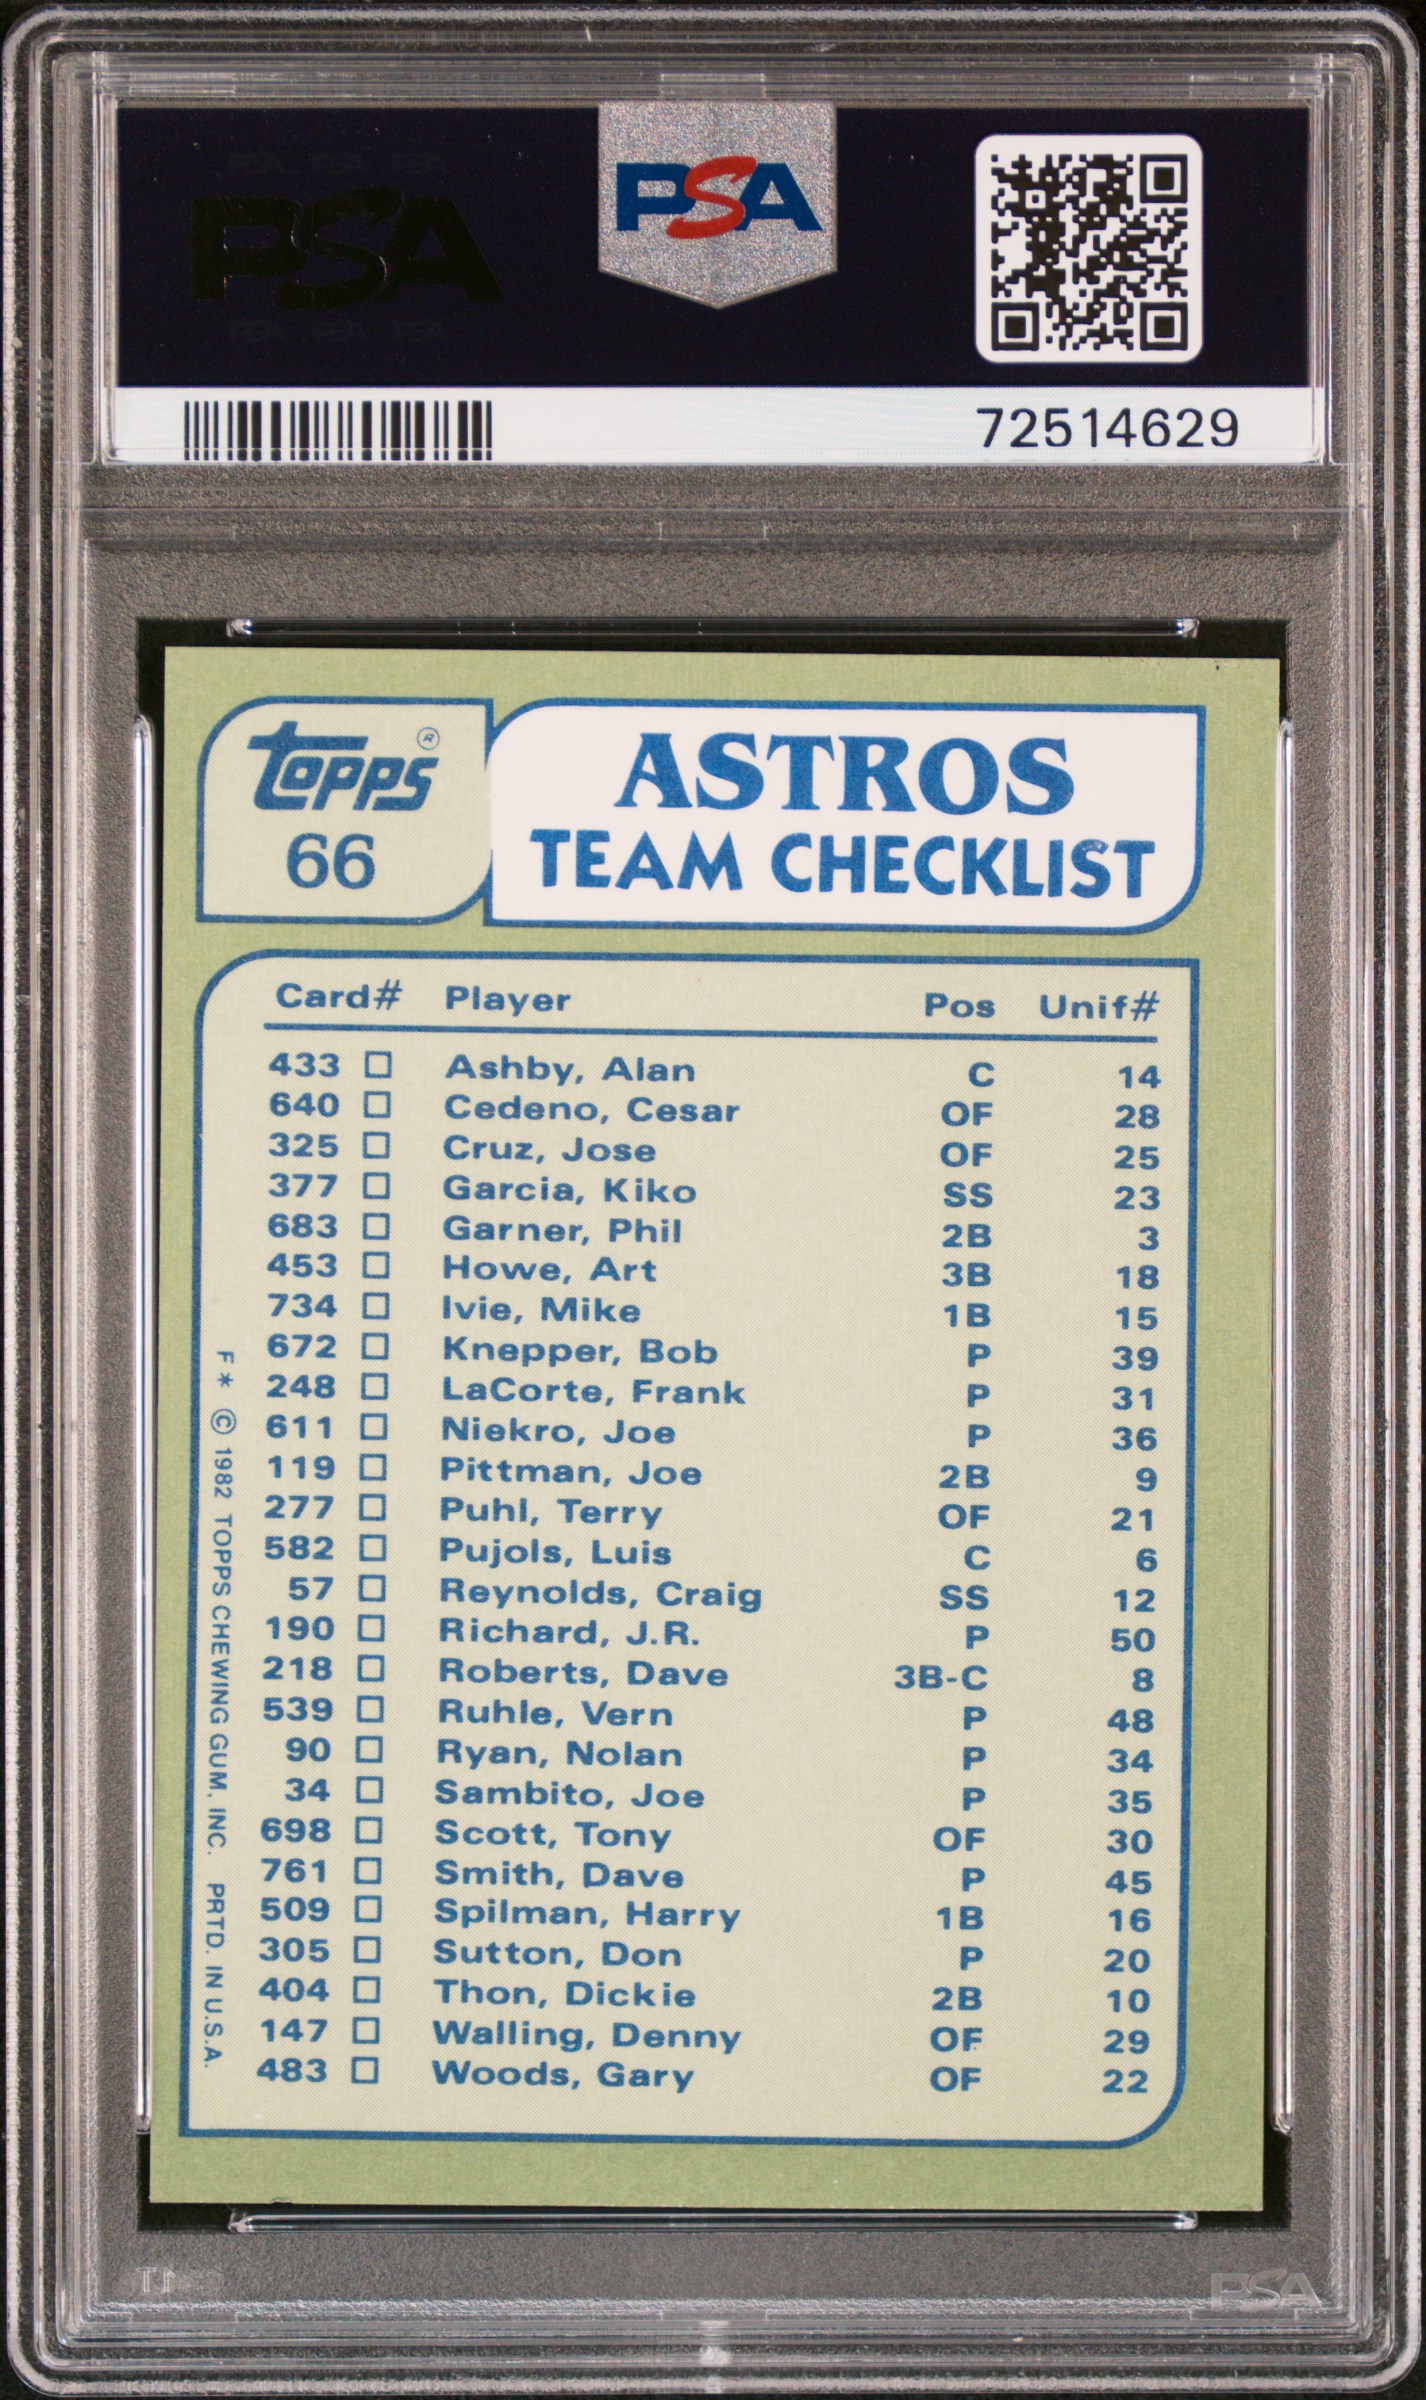 PSA PSA PSA
PSA
PSA PSA PSA
PSA
72514629
TOPPS®
66
ASTROS
TEAM CHECKLIST
Card# Player Pos Unif#
433 □ Ashby, Alan C 14
640 □ Cedeno, Cesar OF 28
325 □ Cruz, Jose OF 25
377 □ Garcia, Kiko SS 23
683 □ Garner, Phil 2B 3
453 □ Howe, Art 3B 18
734 □ Ivie, Mike 1B 15
672 □ Knepper, Bob P 39
248 □ LaCorte, Frank P 31
611 □ Niekro, Joe P 36
119 □ Pittman, Joe 2B 9
277 □ Puhl, Terry OF 21
582 □ Pujols, Luis C 6
57 □ Reynolds, Craig SS 12
190 □ Richard, J.R. P 50
218 □ Roberts, Dave 3B-C 8
539 □ Ruhle, Vern P 48
90 □ Ryan, Nolan P 34
34 □ Sambito, Joe P 35
698 □ Scott, Tony OF 30
761 □ Smith, Dave P 45
509 □ Spilman, Harry 1B 16
305 □ Sutton, Don P 20
404 □ Thon, Dickie 2B 10
147 □ Walling, Denny OF 29
483 □ Woods, Gary OF 22
F* © 1982 TOPPS CHEWING GUM, INC. PRTD. IN U.S.A.
PSA